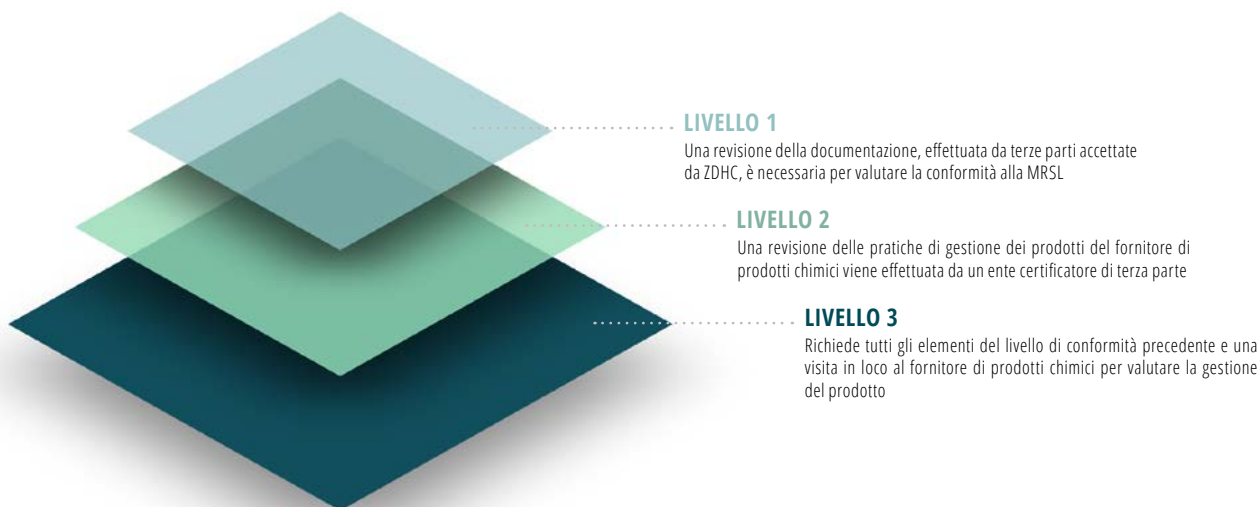 LIVELLO 1
Una revisione della documentazione, effettuata da terze parti accettate
da ZDHC, è necessaria per valutare la conformità alla MRSL
LIVELLO 2
Una revisione delle pratiche di gestione dei prodotti del fornitore di
prodotti chimici viene effettuata da un ente certificatore di terza parte
LIVELLO 3
Richiede tutti gli elementi del livello di conformità precedente e una
visita in loco al fornitore di prodotti chimici per valutare la gestione
del prodotto